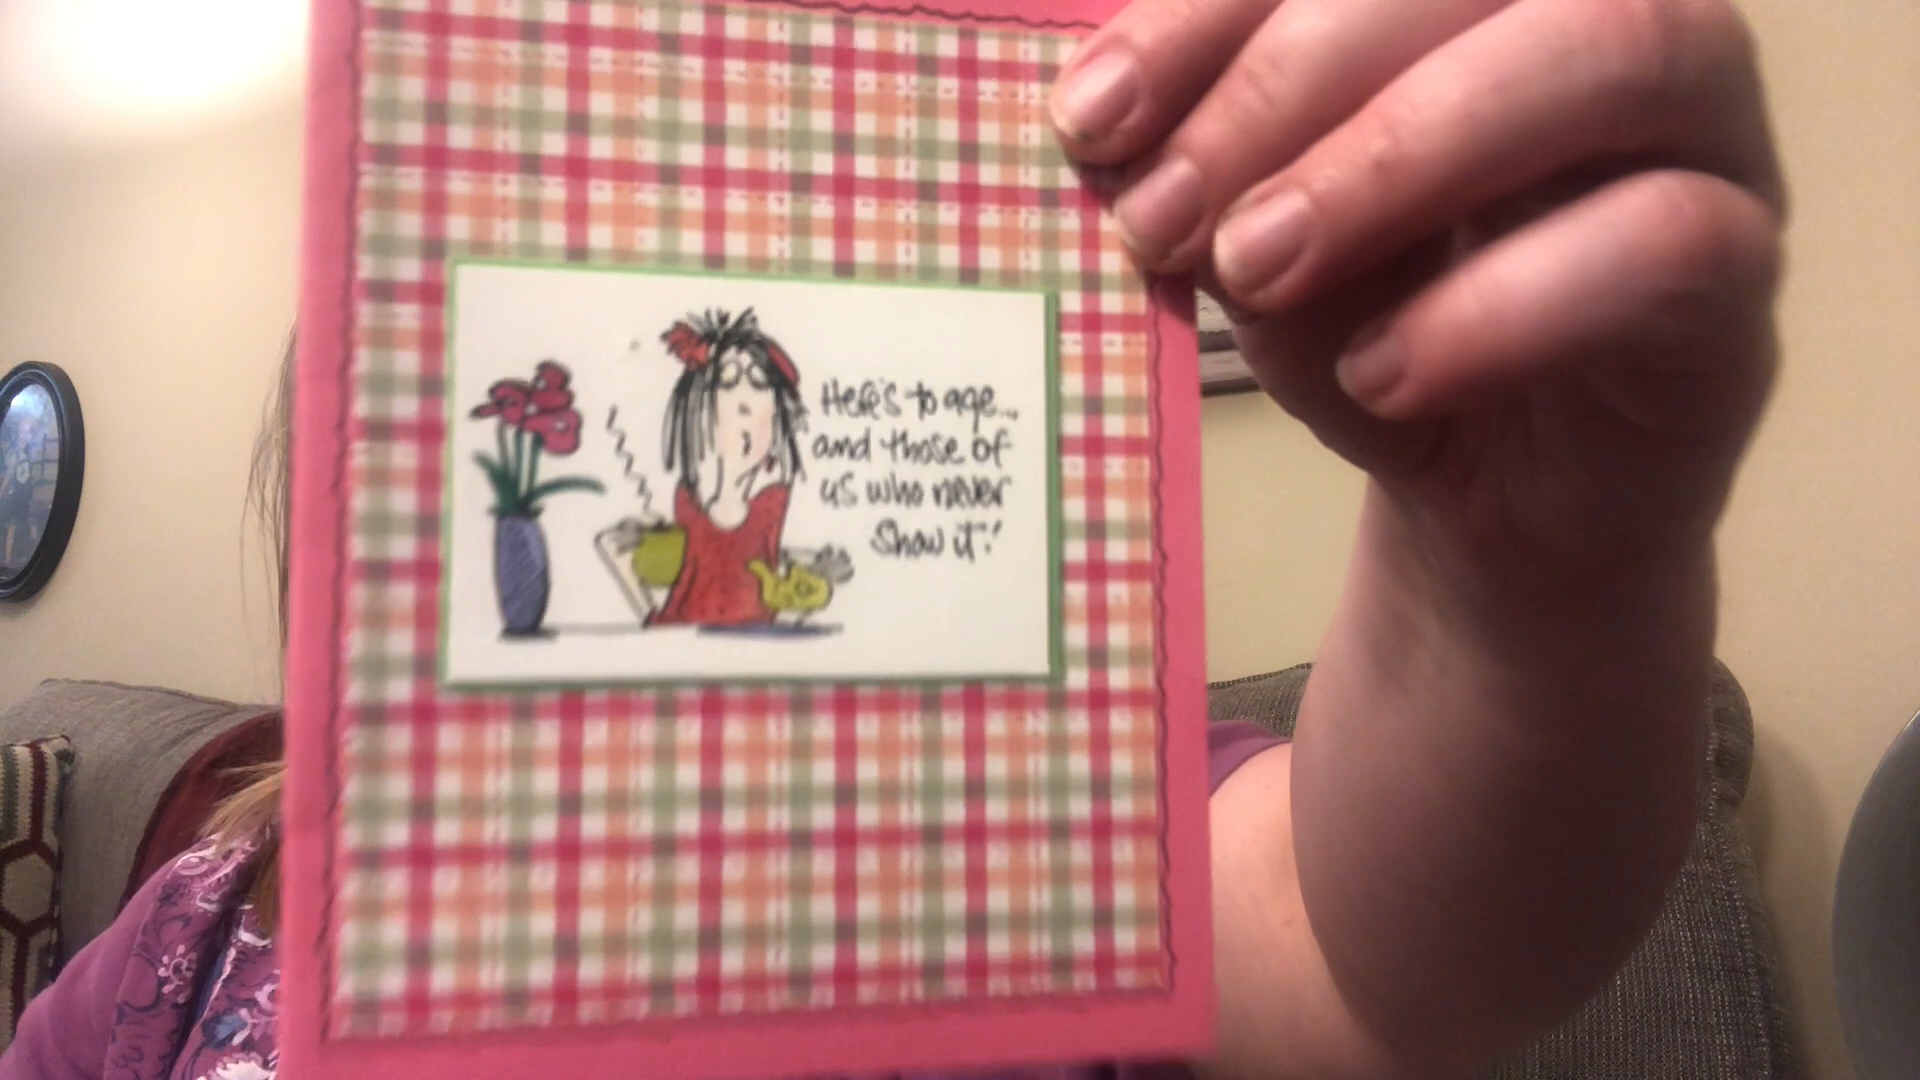 Here's to age...
and those of
us who never
show it!